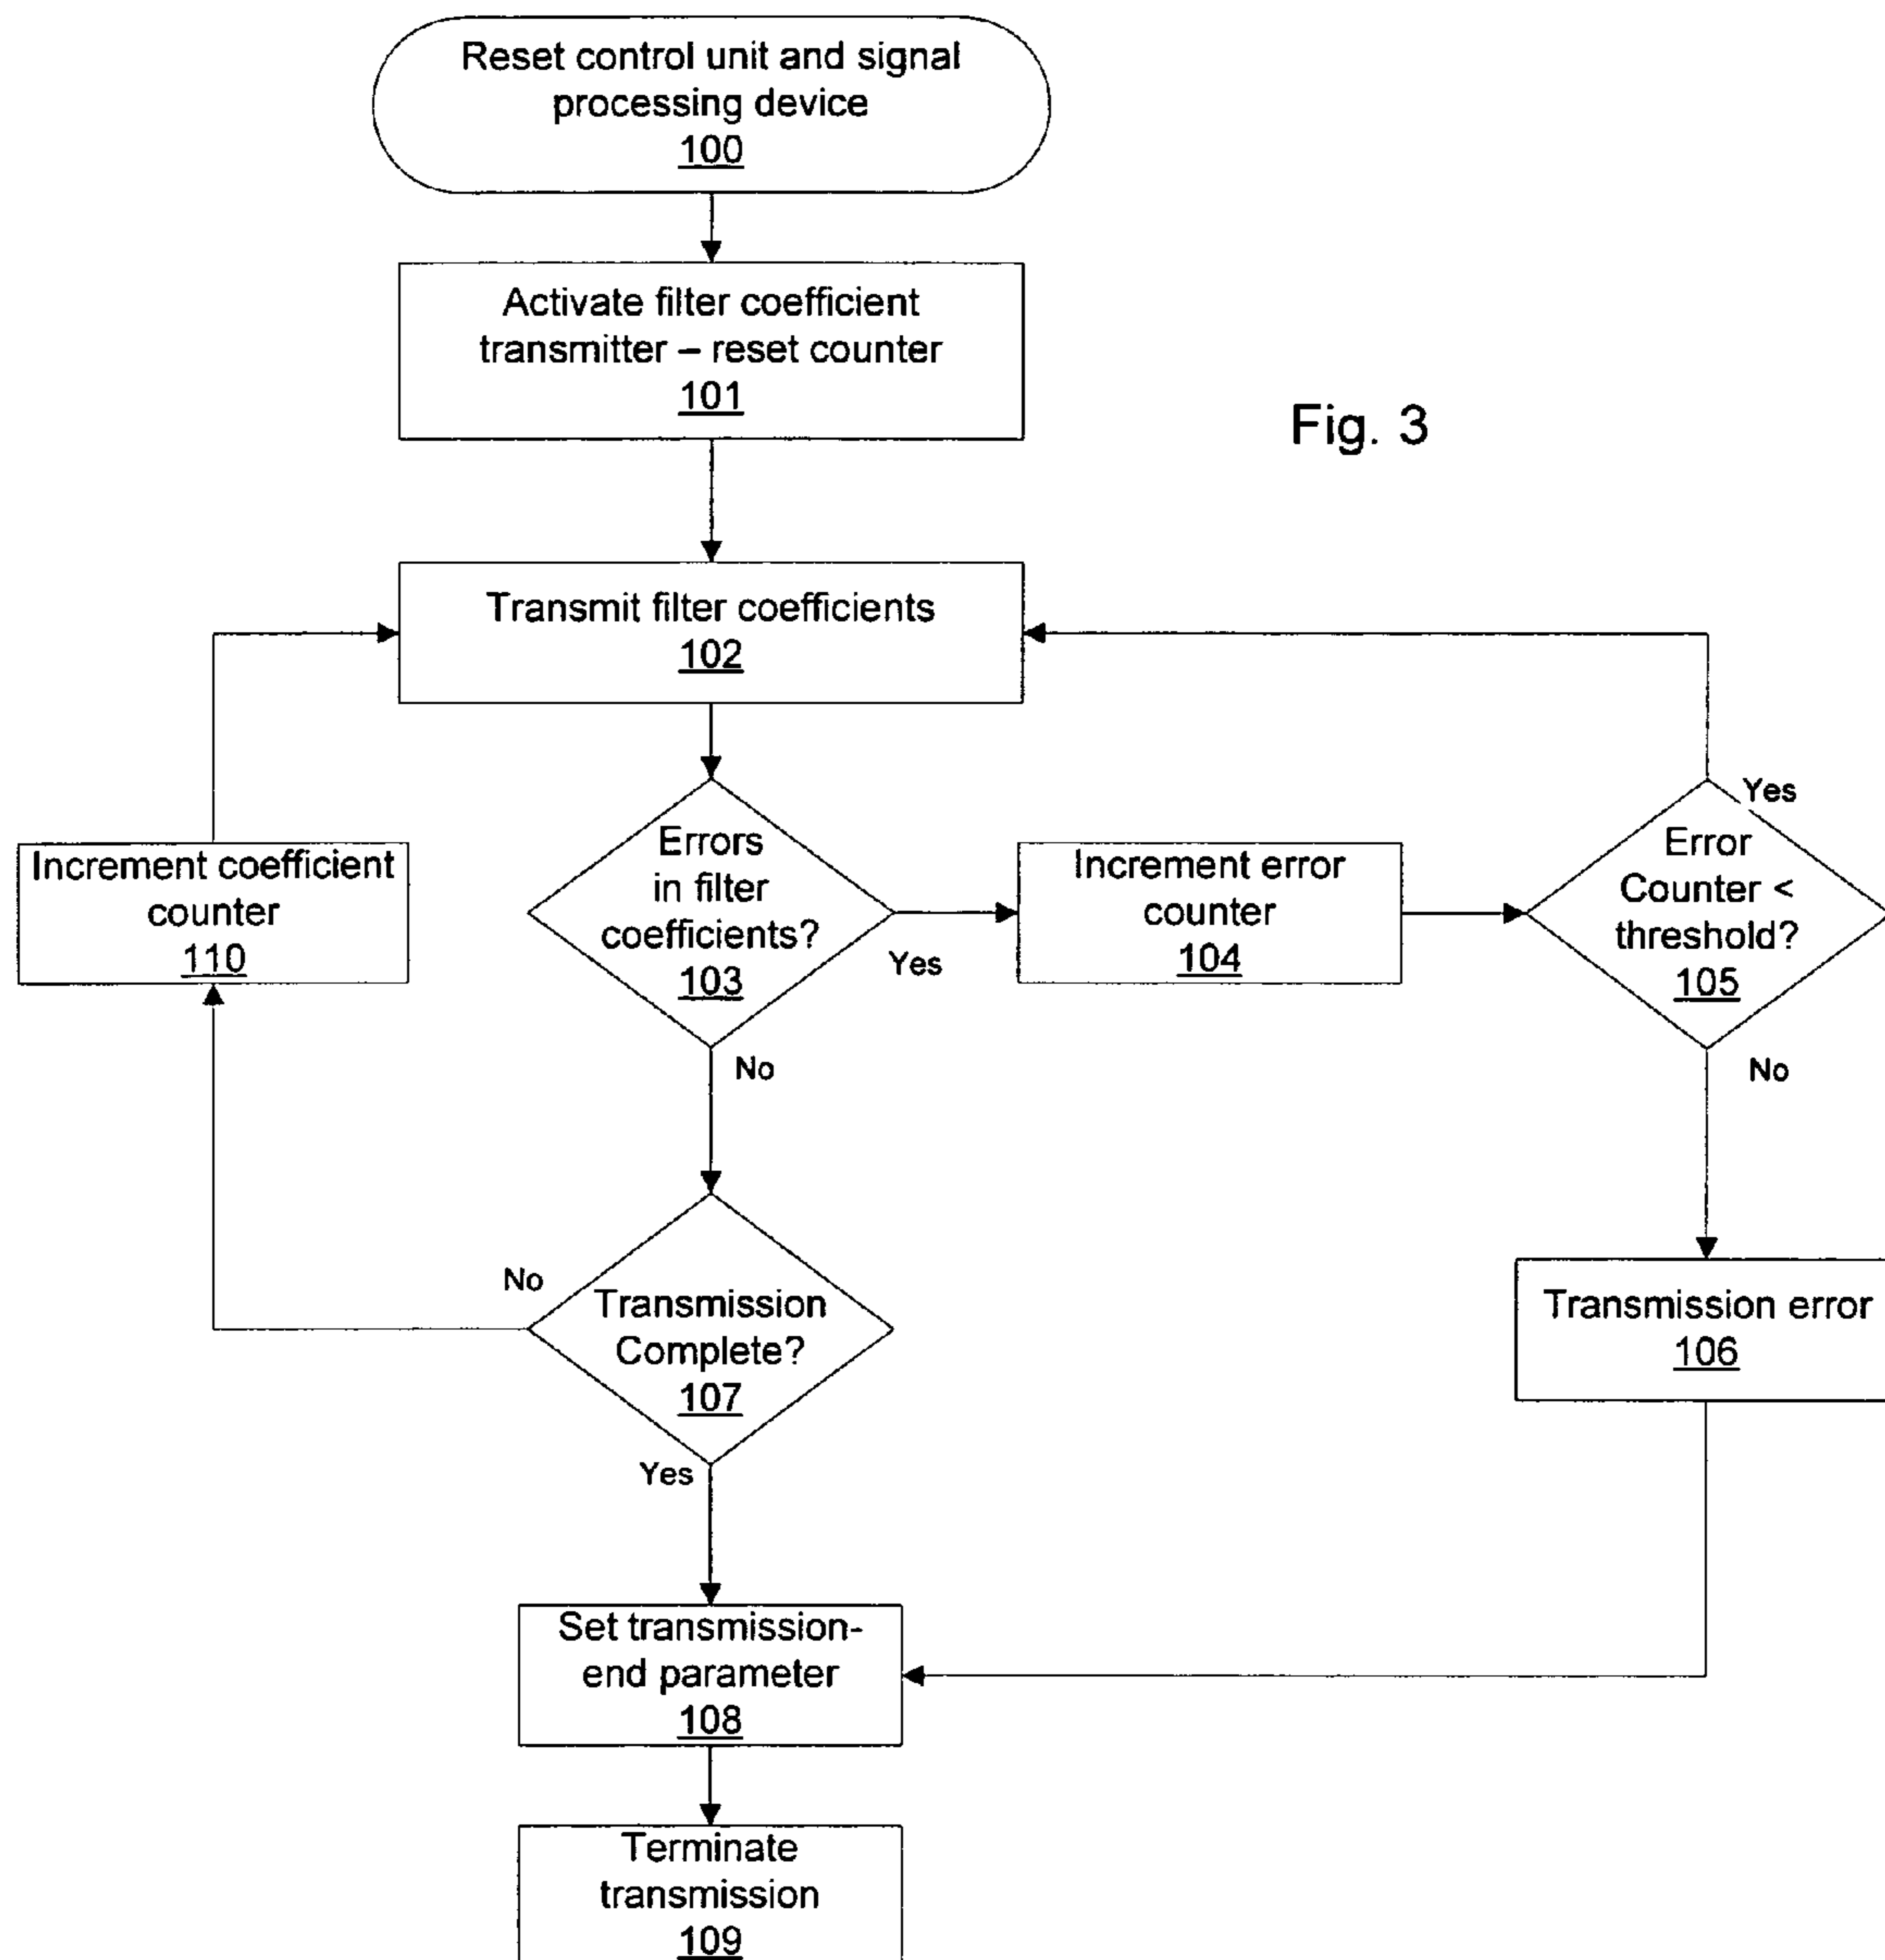 Reset control unit and signal
processing device
100
Activate filter coefficient
transmitter – reset counter
101
Fig. 3
Transmit filter coefficients
102
Increment coefficient
counter
110
Errors
in filter
coefficients?
103
Yes
No
Increment error
counter
104
Yes
Error
Counter <
threshold?
105
No
No
Transmission
Complete?
107
Yes
Transmission error
106
Set transmission-
end parameter
108
Terminate
transmission
109